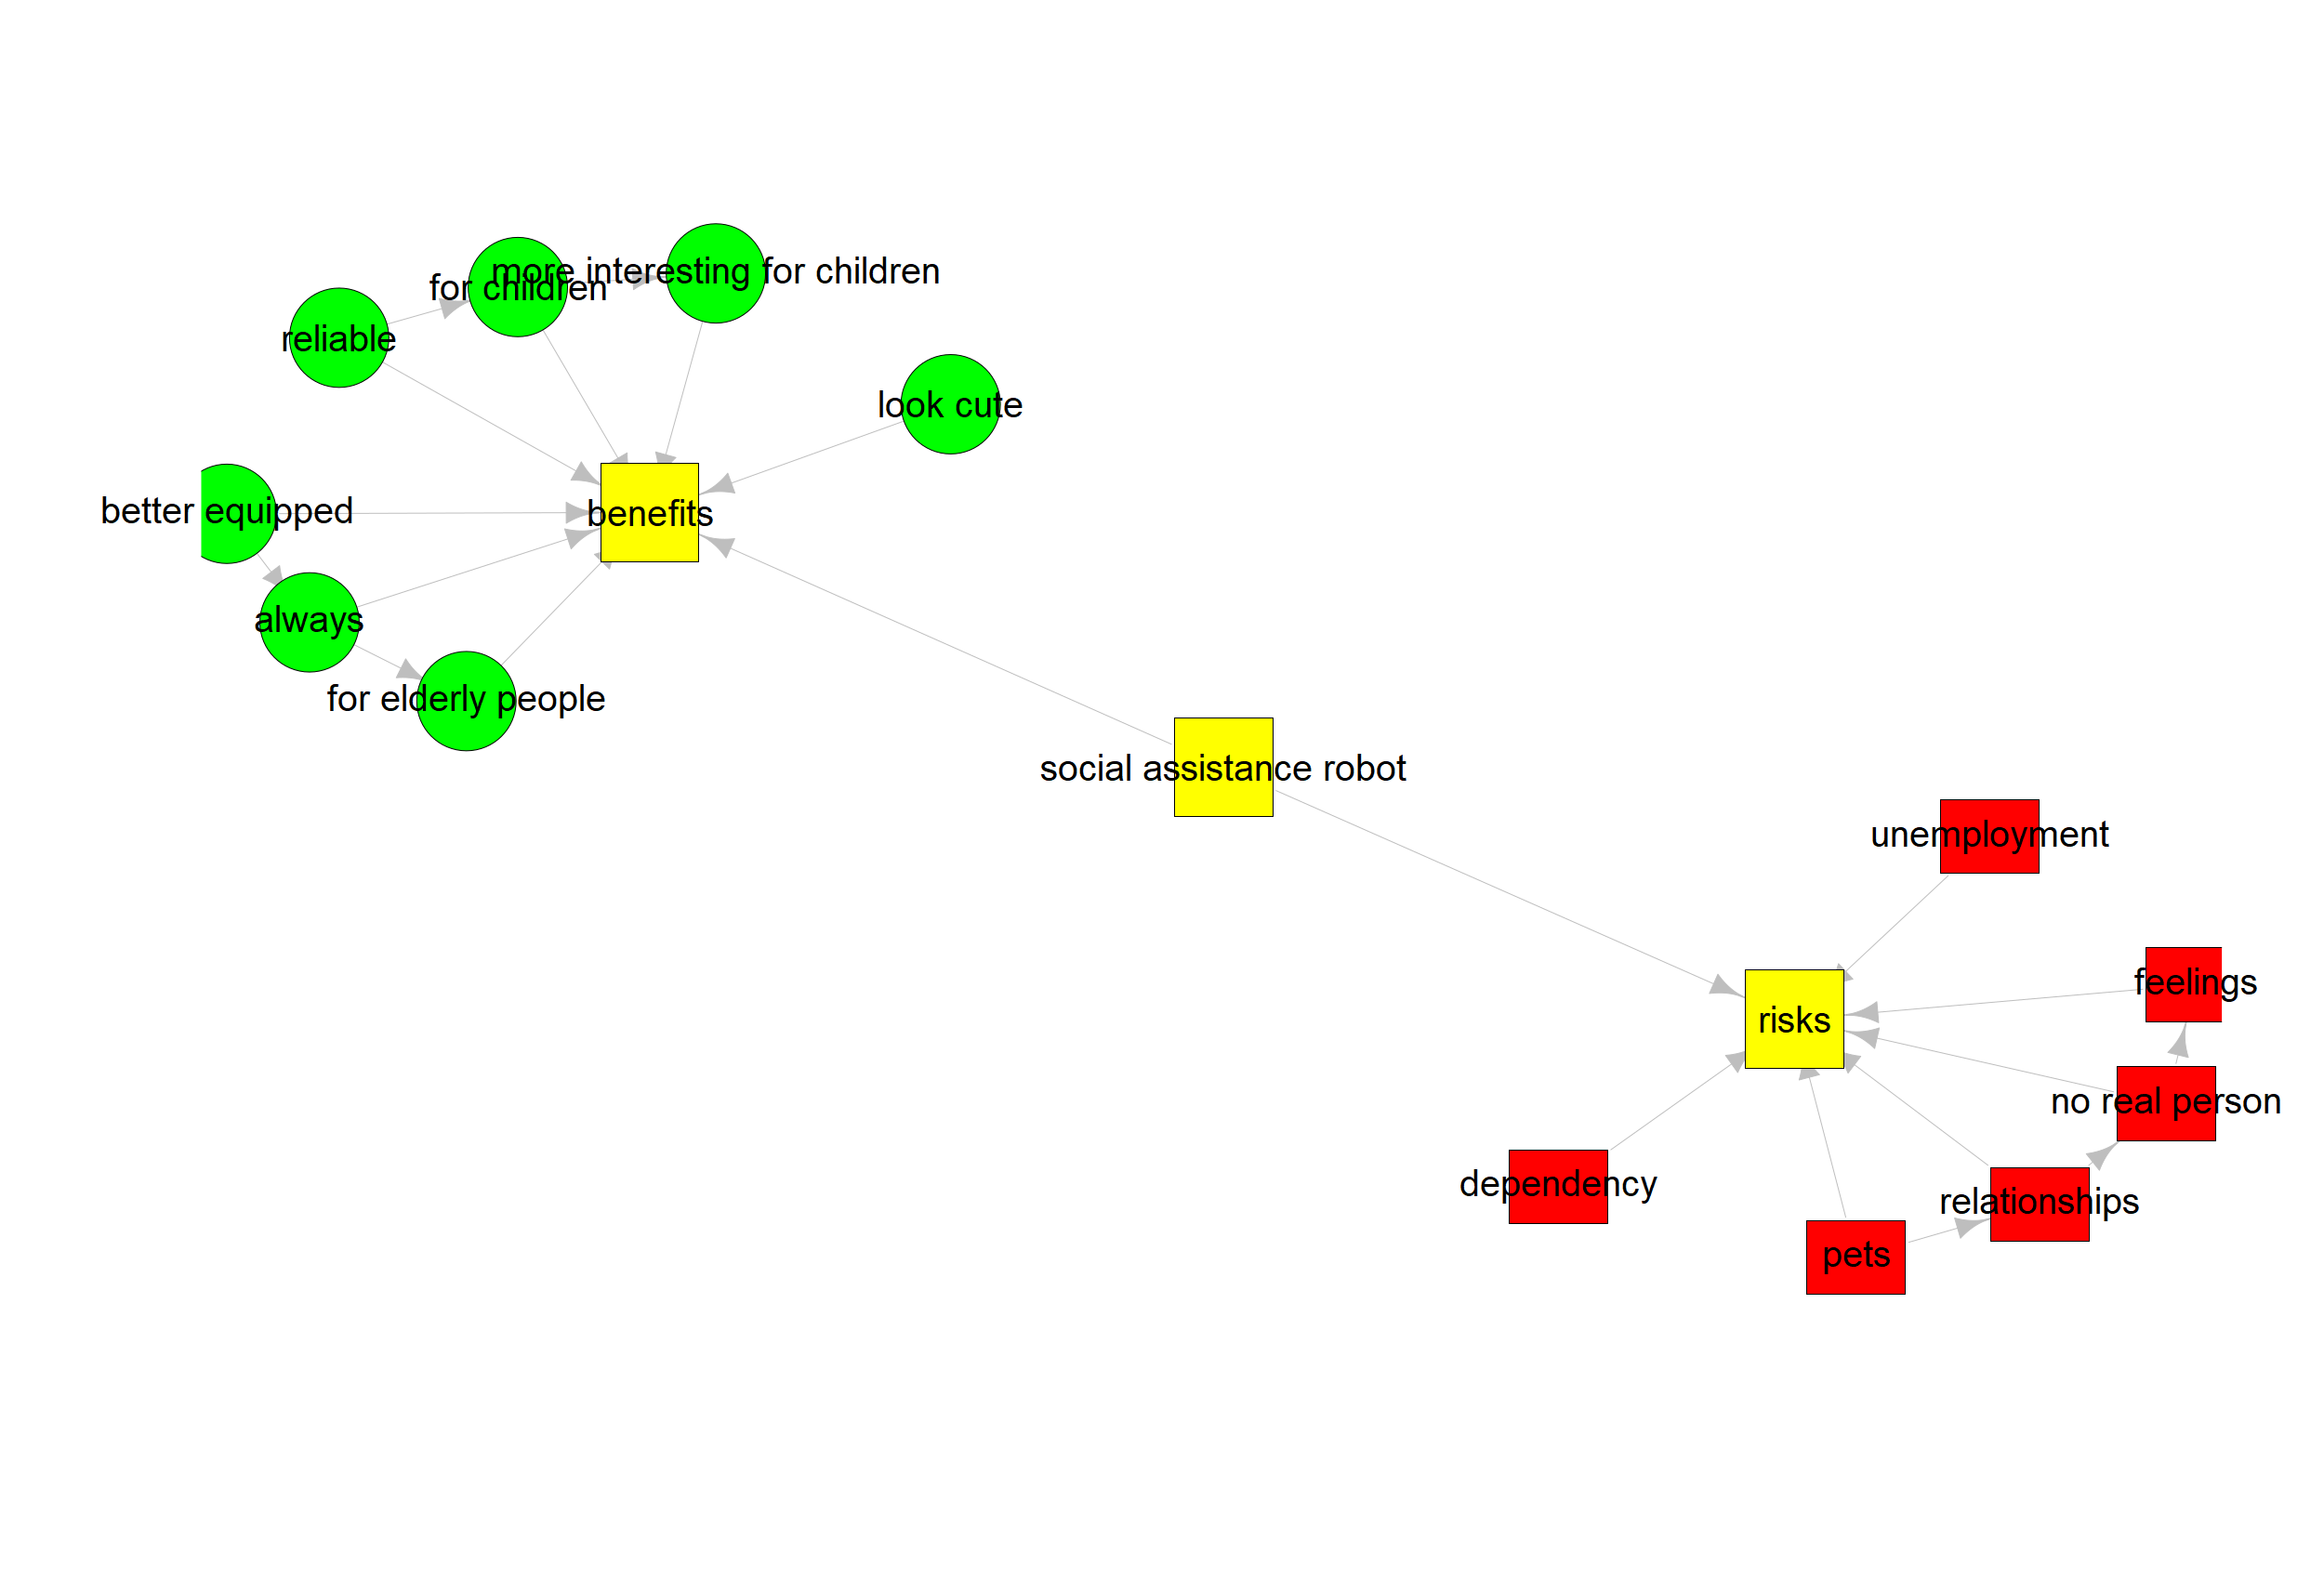 more interesting for children
for children
reliable
look cute
better equipped
benefits
always
for elderly people
social assistance robot
unemployment
feelings
risks
no real person
dependency
relationships
pets